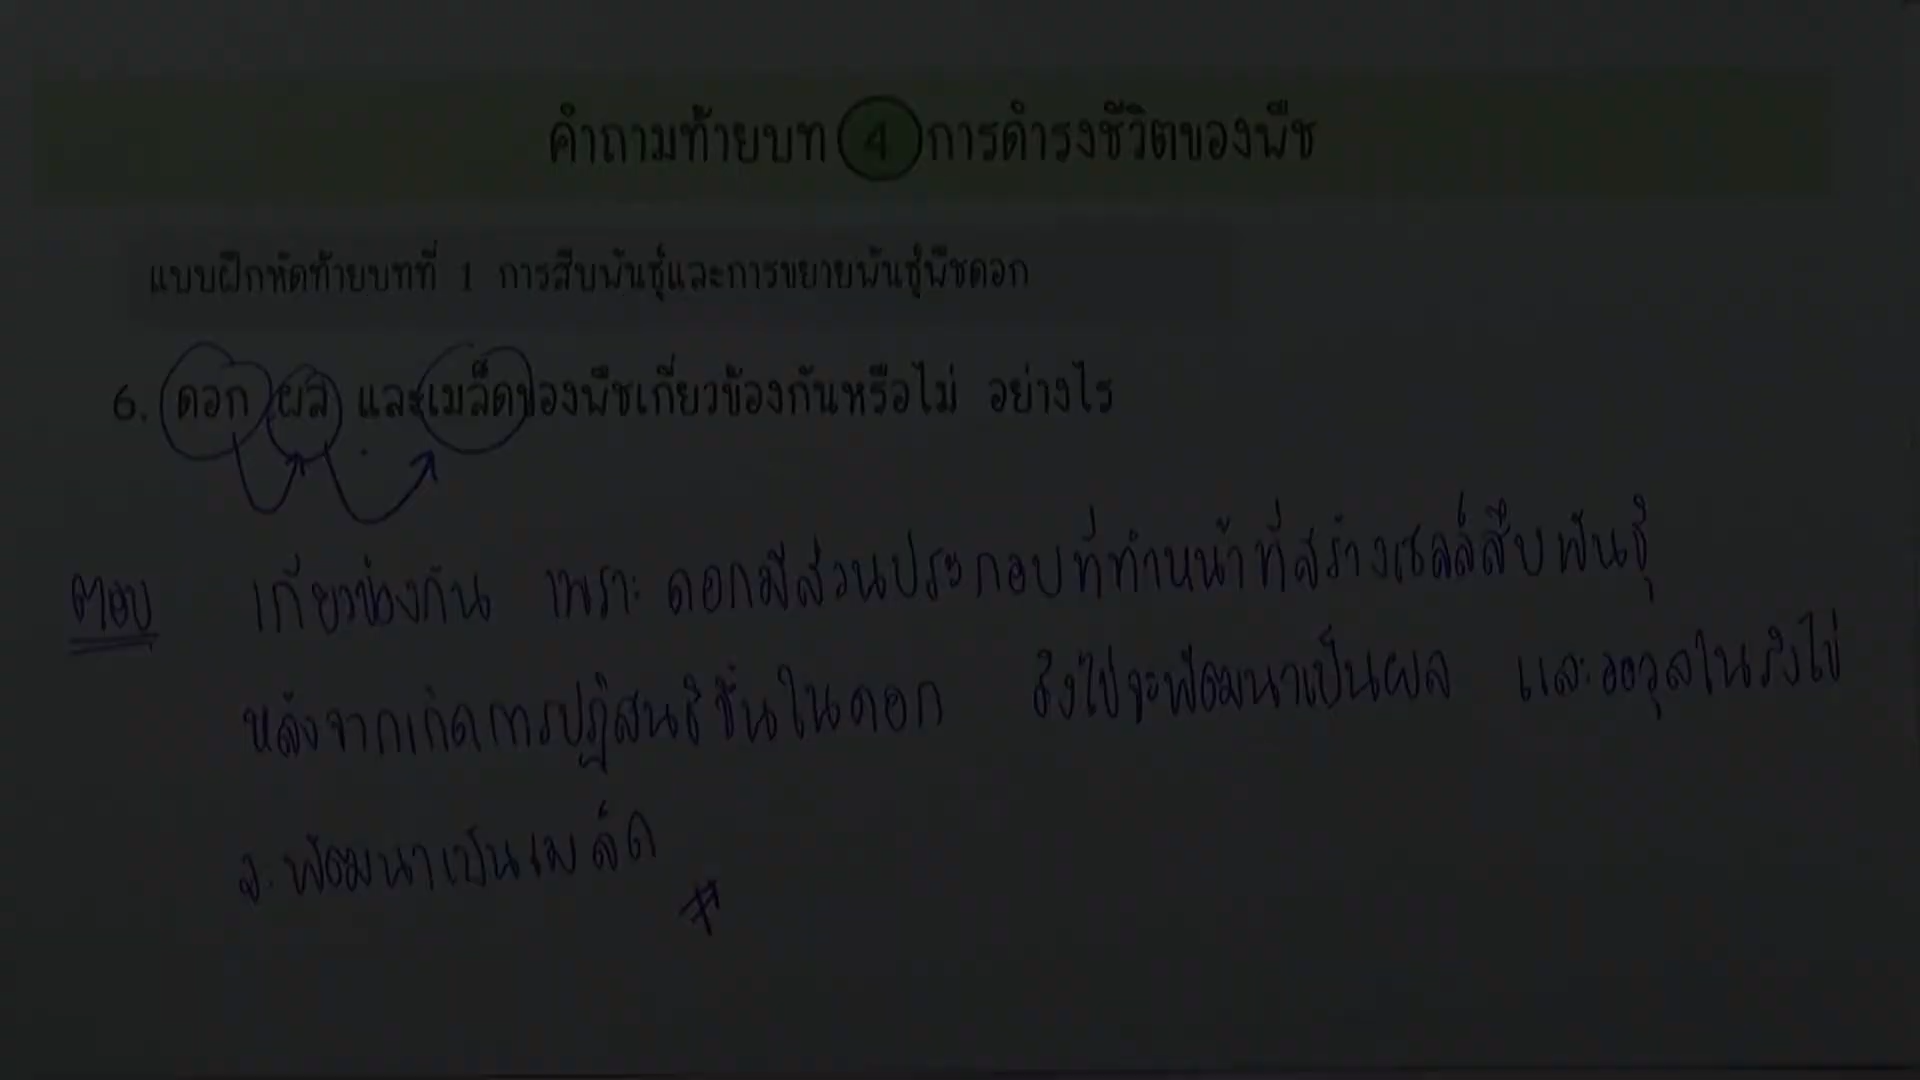 คำถามท้ายบท 4 การดำรงชีวิตของพืช
แบบฝึกหัดท้ายบทที่ 1 การสืบพันธุ์และการขยายพันธุ์พืชดอก
6. ดอก ผล และเมล็ดของพืชเกี่ยวข้องกันหรือไม่ อย่างไร
ตอบ เกี่ยวข้องกัน เพราะ ดอกมีส่วนประกอบที่ทำหน้าที่สร้างเซลล์สืบพันธุ์
หลังจากเกิดการปฏิสนธิขึ้นในดอก รังไข่จะพัฒนาเป็นผล และออวุลในรังไข่
จะพัฒนาเป็นเมล็ด
#